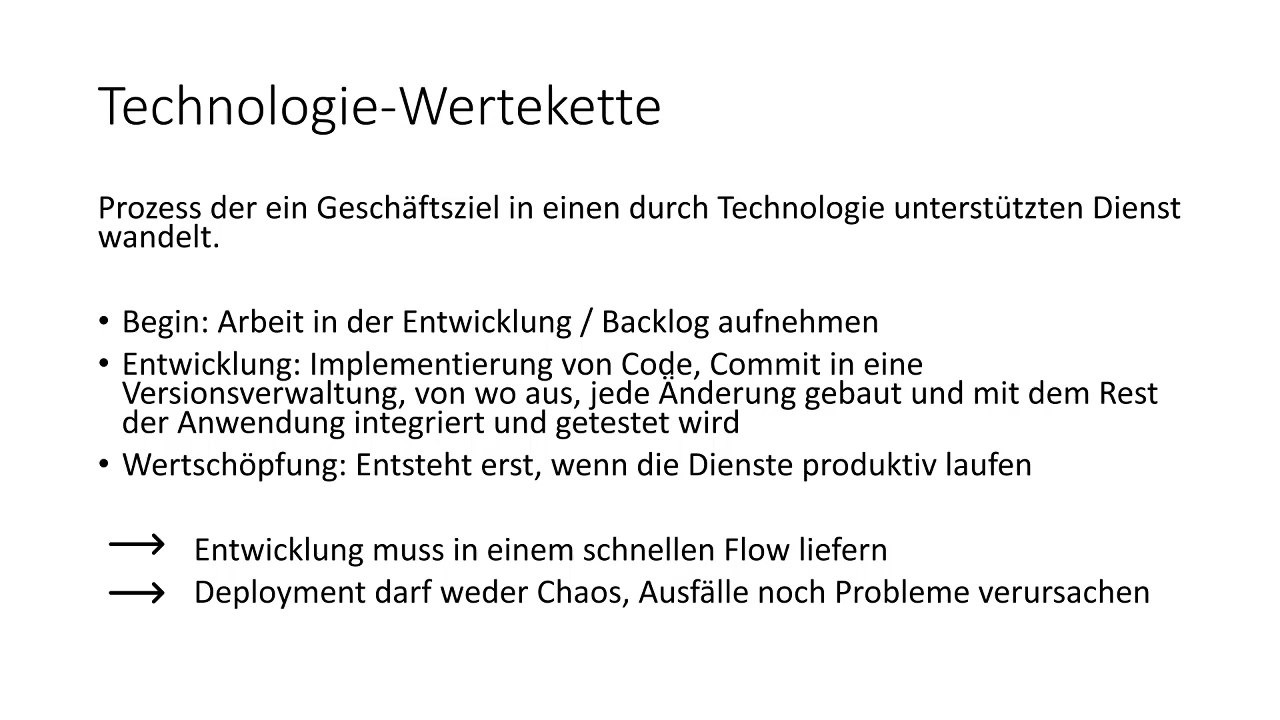 Technologie-Wertekette
Prozess der ein Geschäftsziel in einen durch Technologie unterstützten Dienst
wandelt.
• Begin: Arbeit in der Entwicklung / Backlog aufnehmen
• Entwicklung: Implementierung von Code, Commit in eine
Versionsverwaltung, von wo aus, jede Änderung gebaut und mit dem Rest
der Anwendung integriert und getestet wird
• Wertschöpfung: Entsteht erst, wenn die Dienste produktiv laufen
→ Entwicklung muss in einem schnellen Flow liefern
→ Deployment darf weder Chaos, Ausfälle noch Probleme verursachen